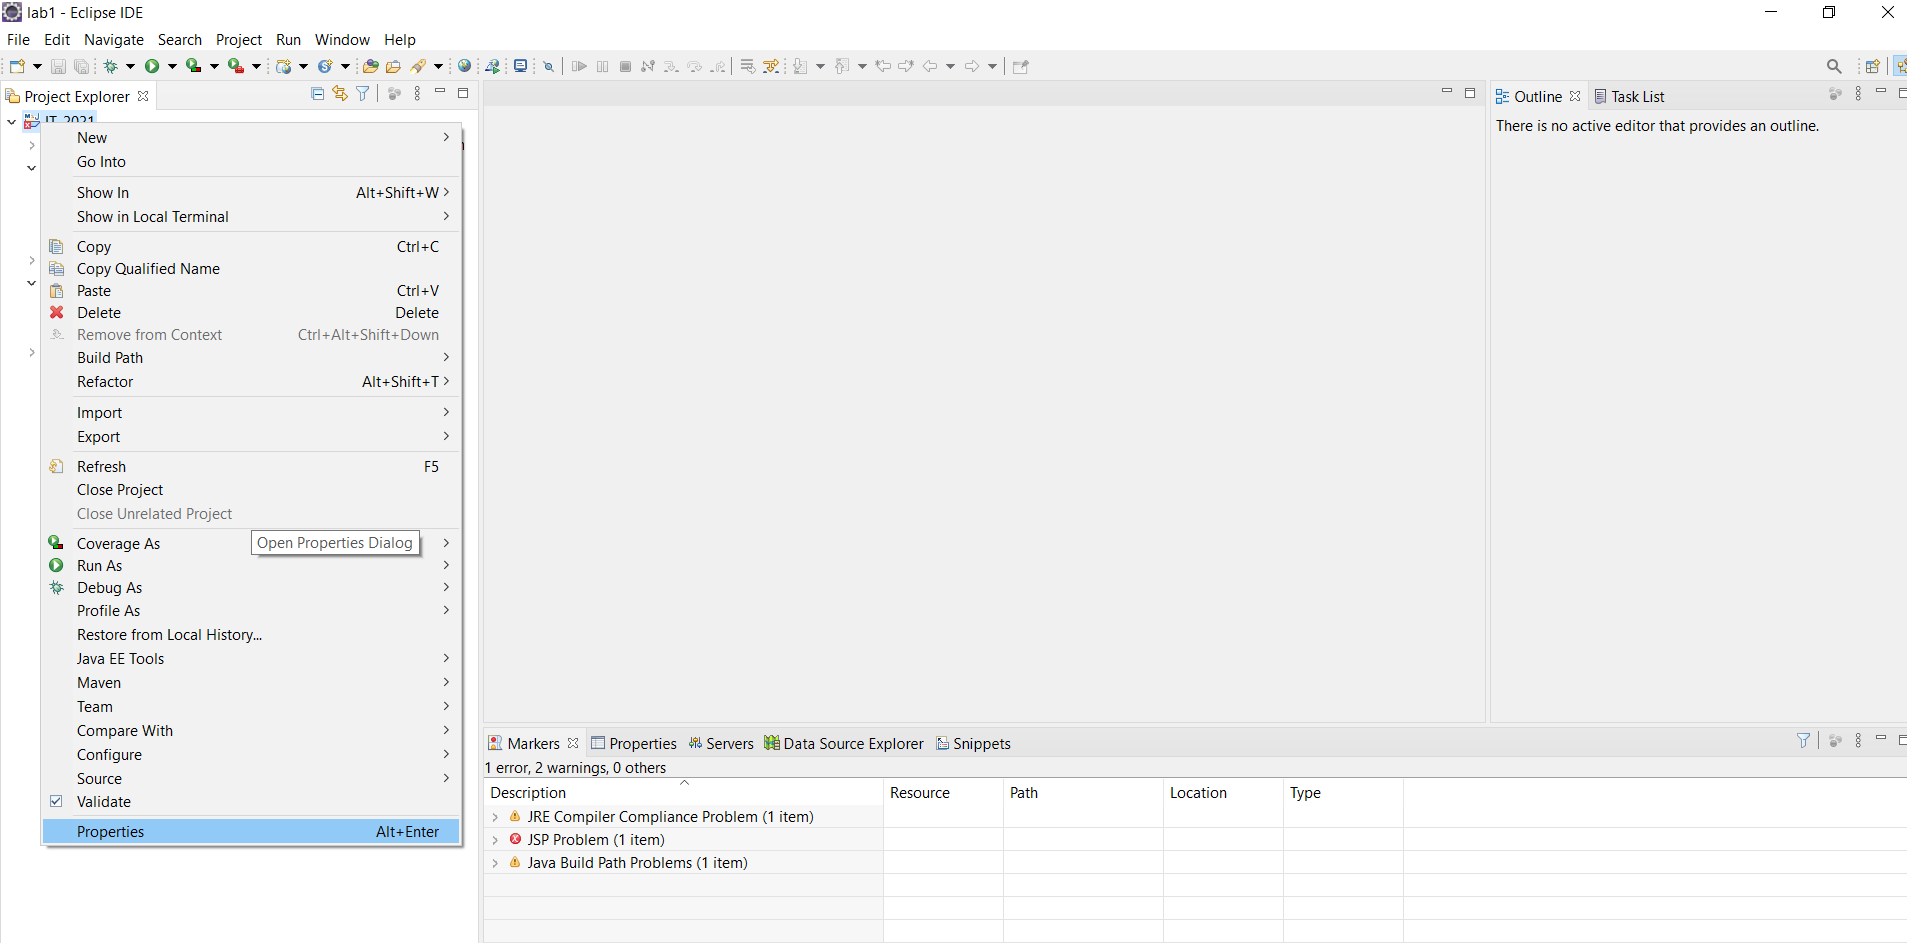 lab1 - Eclipse IDE
File Edit Navigate Search Project Run Window Help
Project Explorer
IT-2021
New
Go Into
Show In Alt+Shift+W
Show in Local Terminal
Copy Ctrl+C
Copy Qualified Name
Paste Ctrl+V
Delete Delete
Remove from Context Ctrl+Alt+Shift+Down
Build Path
Refactor Alt+Shift+T
Import
Export
Refresh F5
Close Project
Close Unrelated Project
Coverage As
Open Properties Dialog
Run As
Debug As
Profile As
Restore from Local History...
Java EE Tools
Maven
Team
Compare With
Configure
Source
Validate
Properties Alt+Enter
Outline Task List
There is no active editor that provides an outline.
Markers Properties Servers Data Source Explorer Snippets
1 error, 2 warnings, 0 others
Description Resource Path Location Type
JRE Compiler Compliance Problem (1 item)
JSP Problem (1 item)
Java Build Path Problems (1 item)